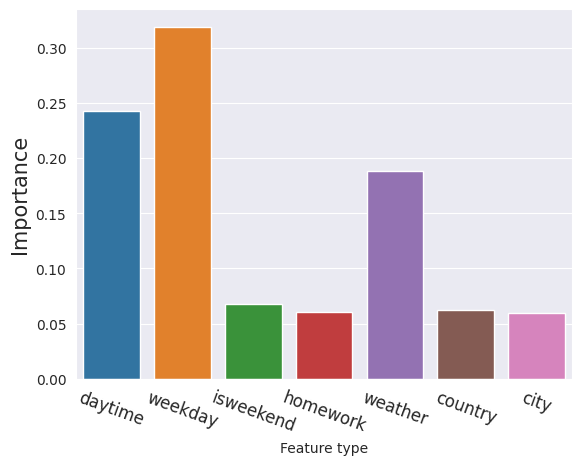 Importance
0.30
0.25
0.20
0.15
0.10
0.05
0.00
daytime
weekday
isweekend
homework
weather
country
city
Feature type